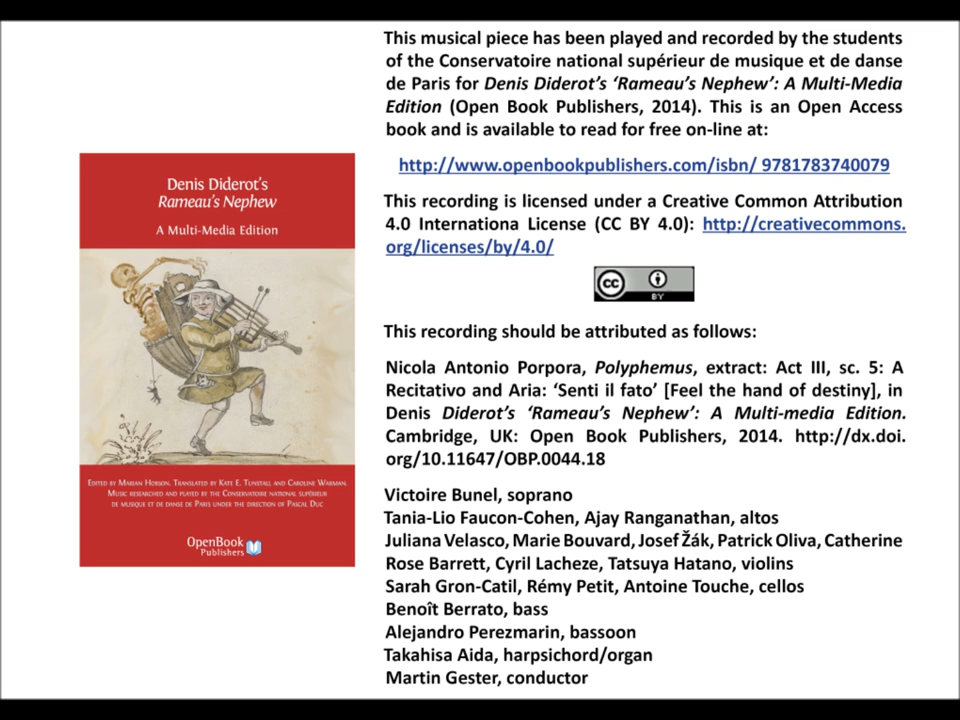 This musical piece has been played and recorded by the students
of the Conservatoire national supérieur de musique et de danse
de Paris for Denis Diderot's 'Rameau's Nephew': A Multi-Media
Edition (Open Book Publishers, 2014). This is an Open Access
book and is available to read for free on-line at:
http://www.openbookpublishers.com/isbn/ 9781783740079
This recording is licensed under a Creative Common Attribution
4.0 Internationa License (CC BY 4.0): http://creativecommons.
org/licenses/by/4.0/
cc
BY
This recording should be attributed as follows:
Nicola Antonio Porpora, Polyphemus, extract: Act III, sc. 5: A
Recitativo and Aria: 'Senti il fato' [Feel the hand of destiny], in
Denis Diderot's 'Rameau's Nephew': A Multi-media Edition.
Cambridge, UK: Open Book Publishers, 2014. http://dx.doi.
org/10.11647/OBP.0044.18
Victoire Bunel, soprano
Tania-Lio Faucon-Cohen, Ajay Ranganathan, altos
Juliana Velasco, Marie Bouvard, Josef Žák, Patrick Oliva, Catherine
Rose Barrett, Cyril Lacheze, Tatsuya Hatano, violins
Sarah Gron-Catil, Rémy Petit, Antoine Touche, cellos
Benoît Berrato, bass
Alejandro Perezmarin, bassoon
Takahisa Aida, harpsichord/organ
Martin Gester, conductor
Denis Diderot's
Rameau's Nephew
A Multi-Media Edition
Edited by Marian Hobson. Translated by Kate E. Tunstall and Caroline Warman.
Music researched and played by the Conservatoire national supérieur
de musique et de danse de Paris under the direction of Pascal Duc
OpenBook
Publishers